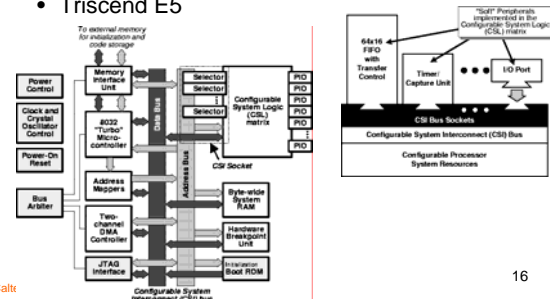 • Triscend E5
To external memory
for initialization and
code storage
Power
Control
Clock and
Crystal
Oscillator
Control
Power-On
Reset
Bus
Arbiter
Memory
Interface
Unit
8032
"Turbo"
Micro-
controller
Address
Mappers
Two-
channel
DMA
Controller
JTAG
Interface
Data Bus
Address Bus
Selector
Selector
Selector
Configurable
System Logic
(CSL)
matrix
PIO
PIO
PIO
PIO
PIO
PIO
CSI Socket
Byte-wide
System
RAM
Hardware
Breakpoint
Unit
Initialization
Boot ROM
Configurable System
Interconnect (CSI) bus
"Soft" Peripherals
implemented in the
Configurable System Logic
(CSL) matrix
64x16
FIFO
with
Transfer
Control
Timer/
Capture Unit
I/O Port
CSI Bus Sockets
Configurable System Interconnect (CSI) Bus
Configurable Processor
System Resources
16